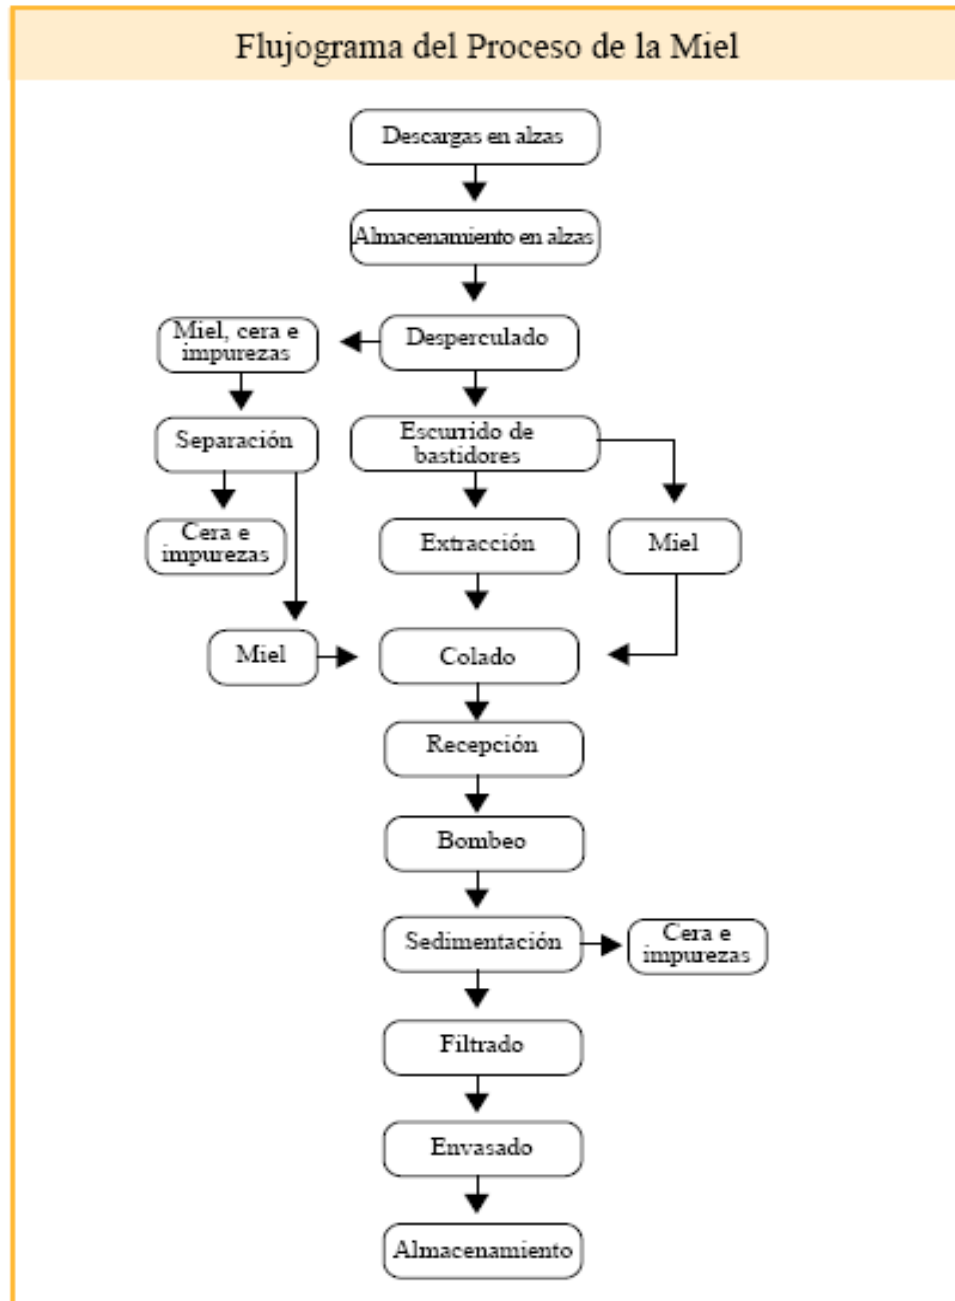 Flujograma del Proceso de la Miel
Descargas en alzas
Almacenamiento en alzas
Miel, cera e
impurezas
Desperculado
Separación
Escurrido de
bastidores
Cera e
impurezas
Extracción
Miel
Miel
Colado
Recepción
Bombeo
Sedimentación
Cera e
impurezas
Filtrado
Envasado
Almacenamiento